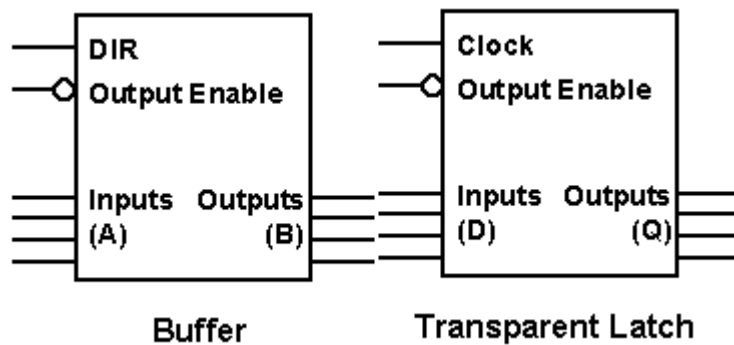 DIR
Output Enable
Inputs Outputs
(A) (B)
Buffer
Clock
Output Enable
Inputs Outputs
(D) (Q)
Transparent Latch